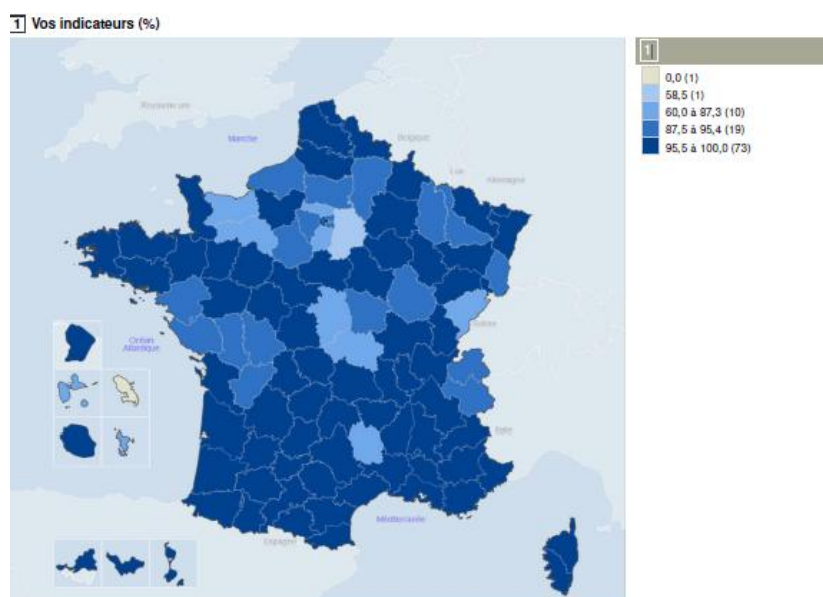 1 Vos indicateurs (%)
1
0,0 (1)
58,5 (1)
60,0 à 87,3 (10)
87,5 à 95,4 (19)
95,5 à 100,0 (73)
Royaume uni
Manche
Belgique
Lux
Allemagne
Suisse
Océan
Atlantique
Italie
Méditerranée
Espagne